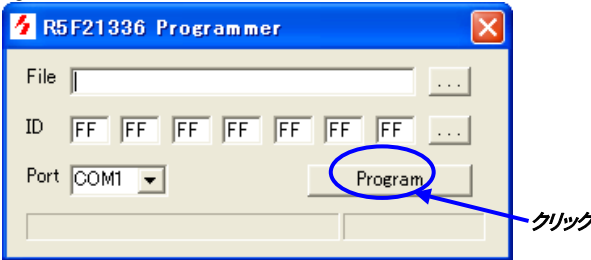 R5F21336 Programmer
File ...
ID FF FF FF FF FF FF FF ...
Port COM1 Program
クリック